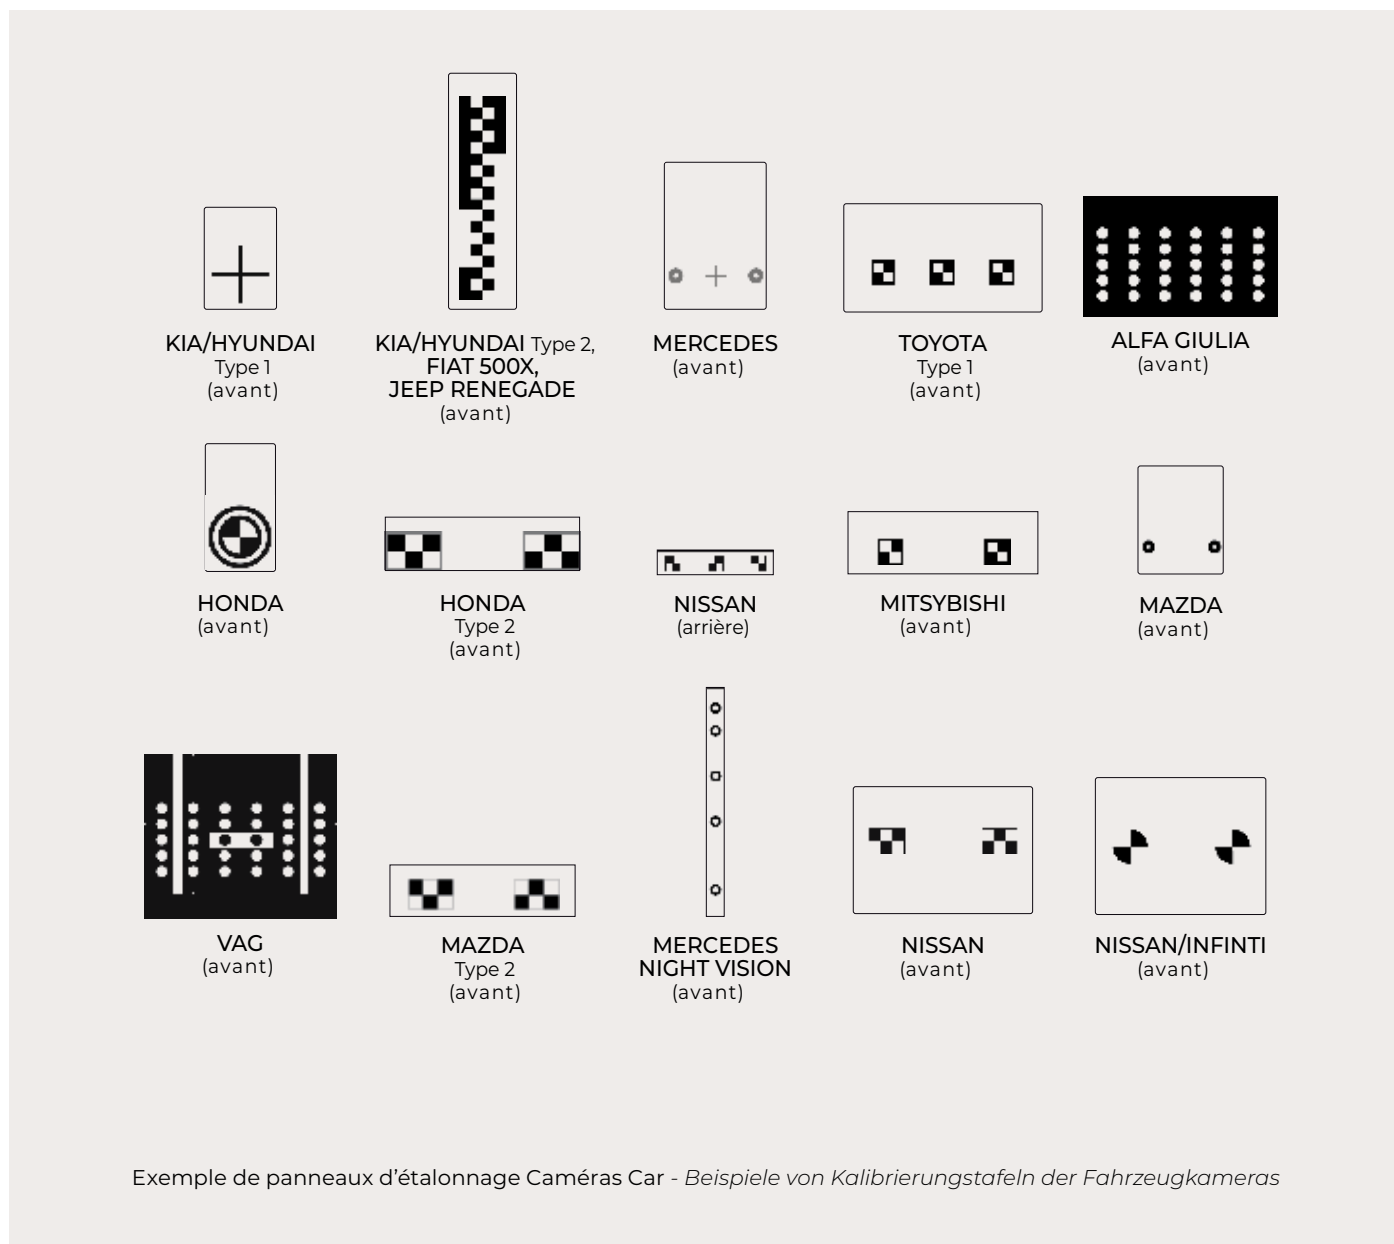 KIA/HYUNDAI
Type 1
(avant)
KIA/HYUNDAI Type 2,
FIAT 500X,
JEEP RENEGADE
(avant)
MERCEDES
(avant)
TOYOTA
Type 1
(avant)
ALFA GIULIA
(avant)
HONDA
(avant)
HONDA
Type 2
(avant)
NISSAN
(arrière)
MITSYBISHI
(avant)
MAZDA
(avant)
VAG
(avant)
MAZDA
Type 2
(avant)
MERCEDES
NIGHT VISION
(avant)
NISSAN
(avant)
NISSAN/INFINTI
(avant)
Exemple de panneaux d’étalonnage Caméras Car - Beispiele von Kalibrierungstafeln der Fahrzeugkameras